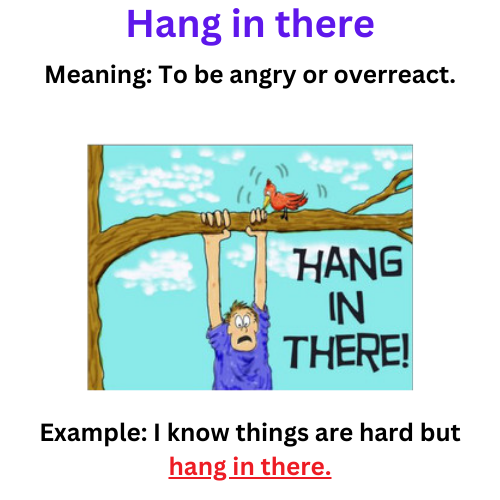 Hang in there
Meaning: To be angry or overreact.
HANG
IN
THERE!
Example: I know things are hard but
hang in there.